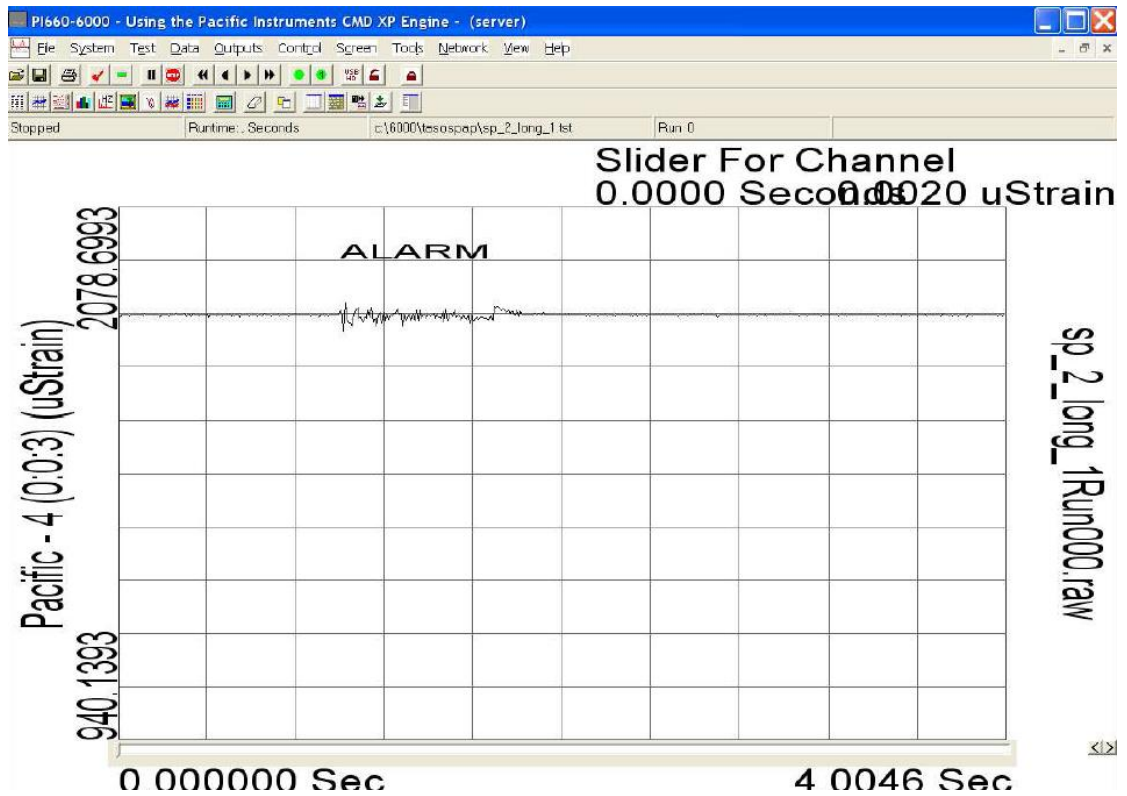 PI660-6000 - Using the Pacific Instruments CMD XP Engine - (server)
File System Test Data Outputs Control Screen Tools Network View Help
Stopped Runtime:, Seconds c:\6000\tesospap\sp_2_long_1.tst Run 0
Slider For Channel
0.0000 Seconds 0.0020 uStrain
2078.6993
ALARM
Pacific - 4 (0:0:3) (uStrain)
sp_2_long_1Run000.raw
940.1393
0.000000 Sec 4.0046 Sec